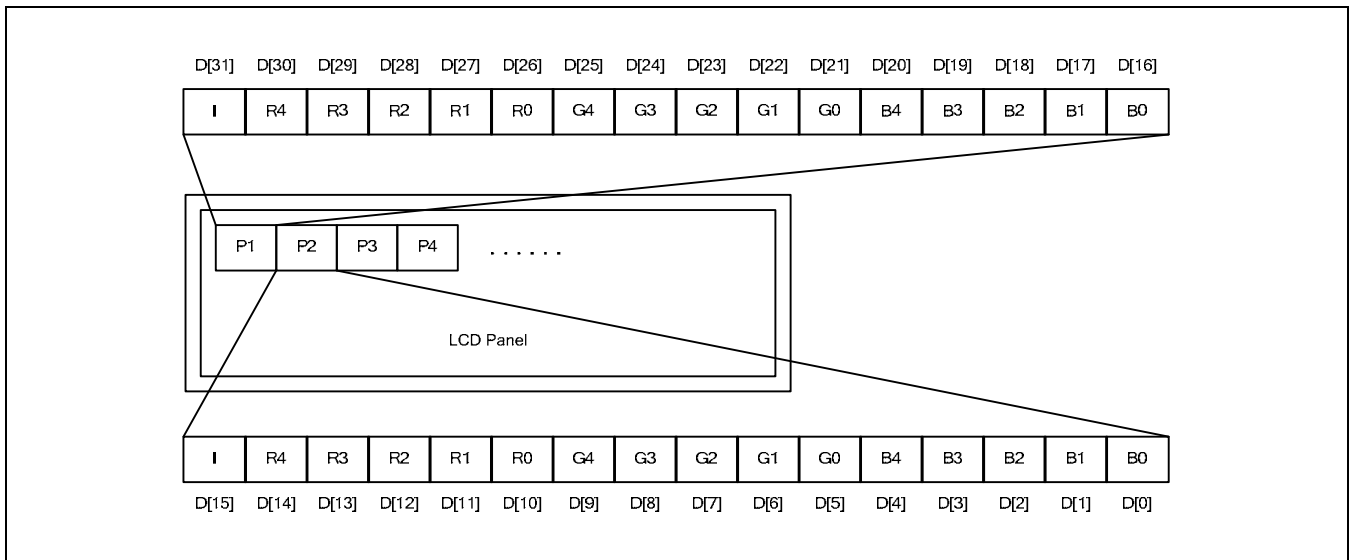 D[31] D[30] D[29] D[28] D[27] D[26] D[25] D[24] D[23] D[22] D[21] D[20] D[19] D[18] D[17] D[16]
I R4 R3 R2 R1 R0 G4 G3 G2 G1 G0 B4 B3 B2 B1 B0
P1 P2 P3 P4 . . . . . .
LCD Panel
I R4 R3 R2 R1 R0 G4 G3 G2 G1 G0 B4 B3 B2 B1 B0
D[15] D[14] D[13] D[12] D[11] D[10] D[9] D[8] D[7] D[6] D[5] D[4] D[3] D[2] D[1] D[0]